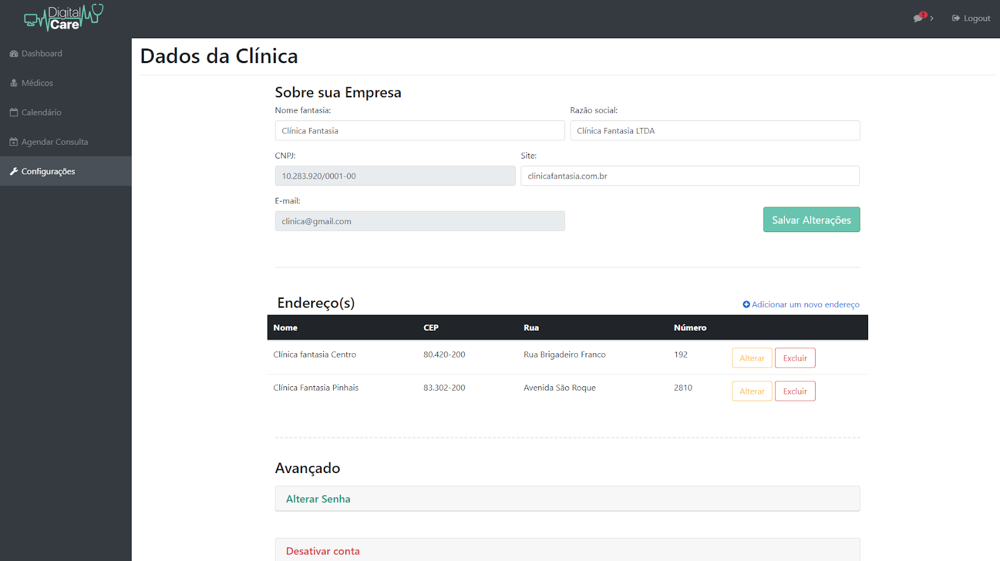 Digital
Care
!
Logout
Dashboard
Médicos
Calendário
Agendar Consulta
Configurações
Dados da Clínica
Sobre sua Empresa
Nome fantasia: Razão social:
Clínica Fantasia Clínica Fantasia LTDA
CNPJ: Site:
10.283.920/0001-00 clinicafantasia.com.br
E-mail:
clinica@gmail.com Salvar Alterações
Endereço(s) Adicionar um novo endereço
Nome CEP Rua Número
Clínica fantasia Centro 80.420-200 Rua Brigadeiro Franco 192 Alterar Excluir
Clínica Fantasia Pinhais 83.302-200 Avenida São Roque 2810 Alterar Excluir
Avançado
Alterar Senha
Desativar conta